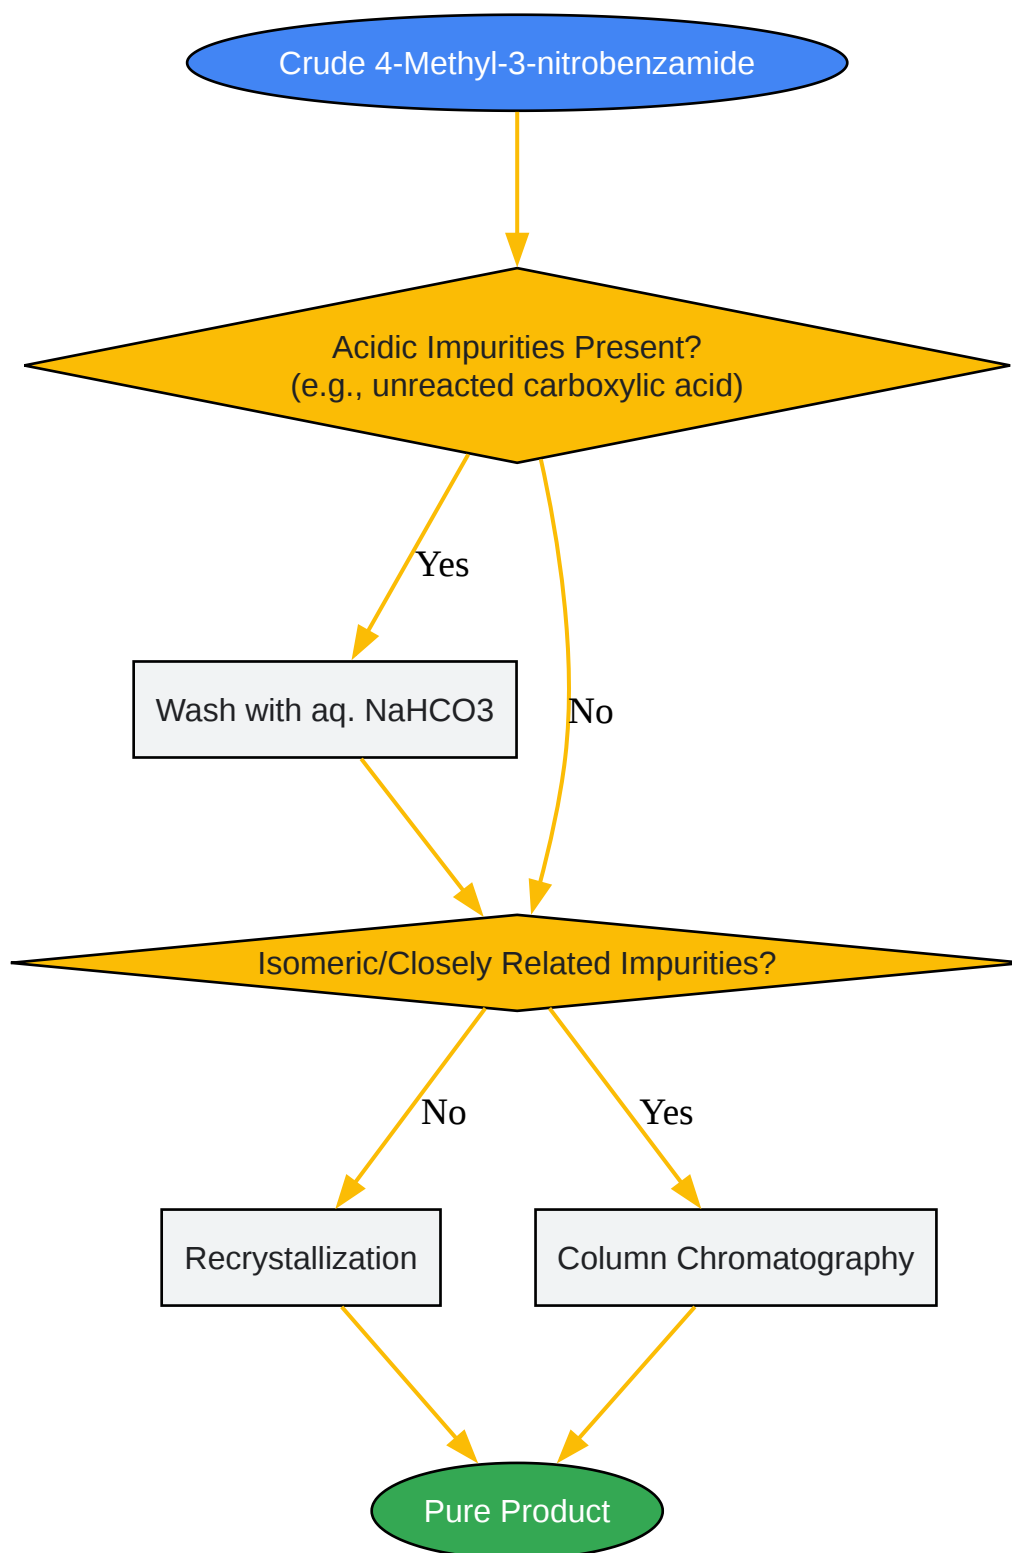 Crude 4-Methyl-3-nitrobenzamide
Acidic Impurities Present?
(e.g., unreacted carboxylic acid)
Yes
Wash with aq. NaHCO3
No
Isomeric/Closely Related Impurities?
No
Yes
Recrystallization
Column Chromatography
Pure Product